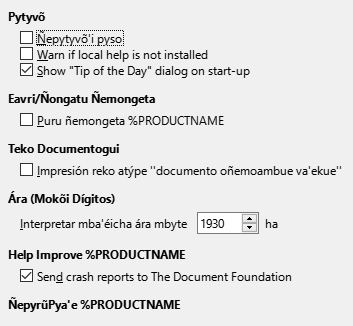 Pytyvõ
Ñepytyvõ'i pyso
Warn if local help is not installed
Show "Tip of the Day" dialog on start-up
Eavri/Ñongatu Ñemongeta
Puru ñemongeta %PRODUCTNAME
Teko Documentogui
Impresión reko atýpe "documento oñemoambue va'ekue"
Ára (Mokõi Dígitos)
Interpretar mba'éicha ára mbyte 1930 ha
Help Improve %PRODUCTNAME
Send crash reports to The Document Foundation
ÑepyrũPya'e %PRODUCTNAME